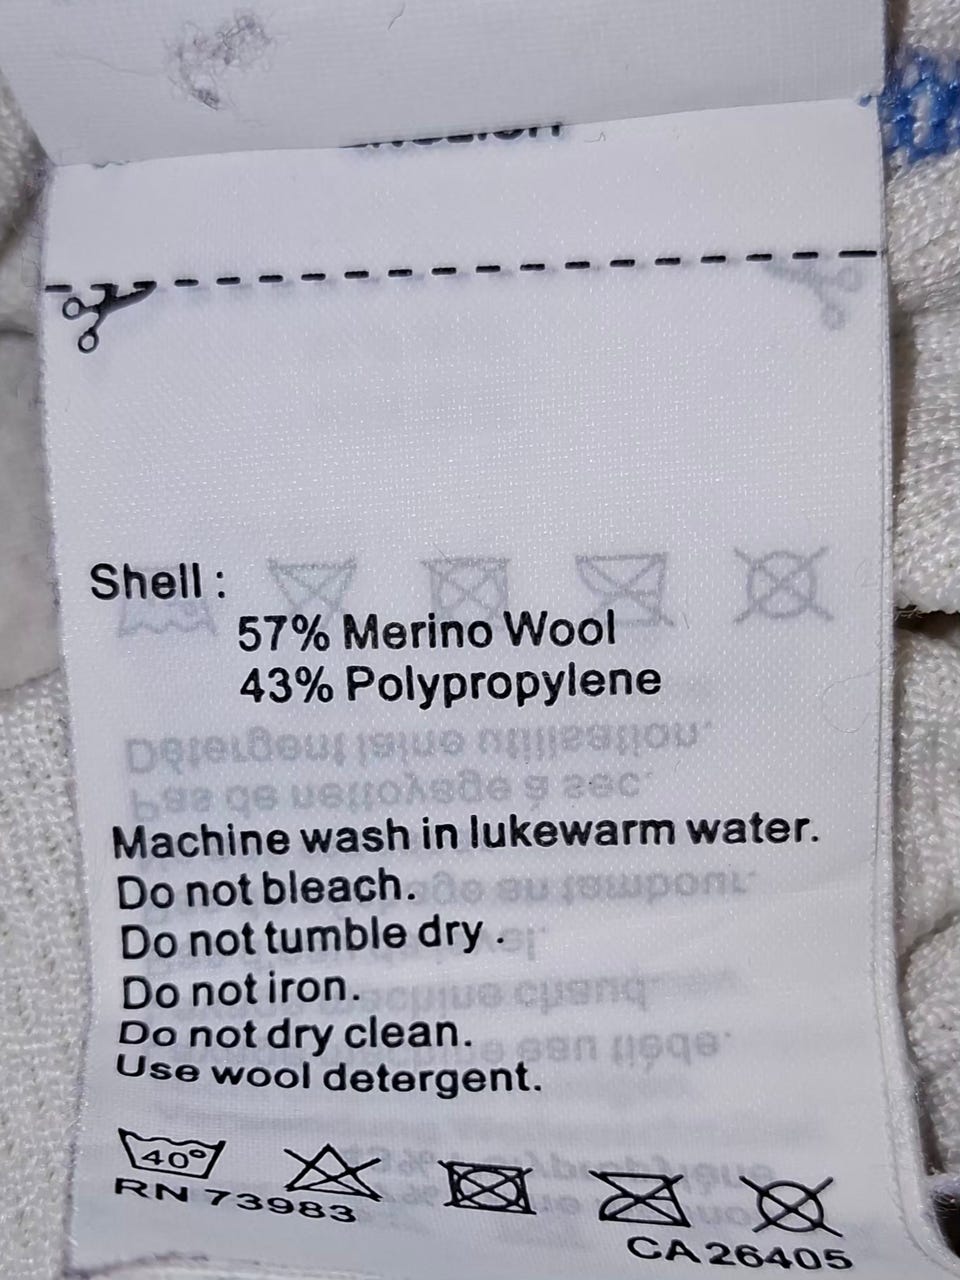 Shell :
57% Merino Wool
43% Polypropylene
Machine wash in lukewarm water.
Do not bleach.
Do not tumble dry .
Do not iron.
Do not dry clean.
Use wool detergent.
40°
RN 73983
CA 26405